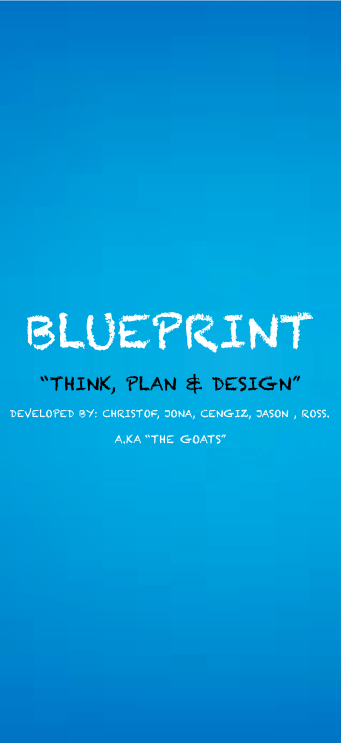 BLUEPRINT
“THINK, PLAN & DESIGN”
DEVELOPED BY: CHRISTOF, JONA, CENGIZ, JASON , ROSS.
A.KA “THE GOATS”